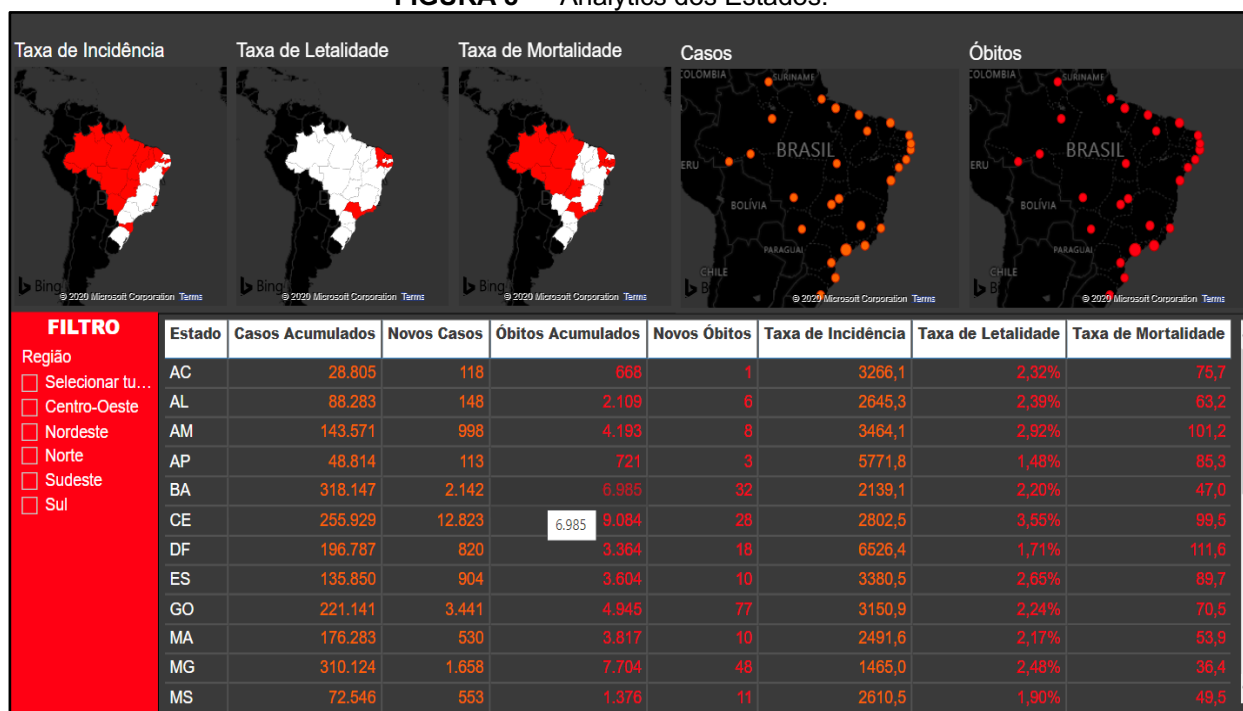 FIGURA 8 Analytics dos Estados.
Taxa de Incidência
Taxa de Letalidade
Taxa de Mortalidade
Casos
Óbitos
Bing
© 2020 Microsoft Corporation Terms
Bing
© 2020 Microsoft Corporation Terms
Bing
© 2020 Microsoft Corporation Terms
COLOMBIA
SURINAME
ERU
BRASIL
BOLÍVIA
PARAGUAI
CHILE
© 2020 Microsoft Corporation Terms
COLOMBIA
SURINAME
ERU
BRASIL
BOLÍVIA
PARAGUAI
CHILE
© 2020 Microsoft Corporation Terms
FILTRO
Região
Selecionar tu...
Centro-Oeste
Nordeste
Norte
Sudeste
Sul
Estado Casos Acumulados Novos Casos Óbitos Acumulados Novos Óbitos Taxa de Incidência Taxa de Letalidade Taxa de Mortalidade
AC 28.805 118 668 1 3266,1 2,32% 75,7
AL 88.283 148 2.109 6 2645,3 2,39% 63,2
AM 143.571 998 4.193 8 3464,1 2,92% 101,2
AP 48.814 113 721 3 5771,8 1,48% 85,3
BA 318.147 2.142 6.985 32 2139,1 2,20% 47,0
CE 255.929 12.823 9.084 28 2802,5 3,55% 99,5
6.985
DF 196.787 820 3.364 18 6526,4 1,71% 111,6
ES 135.850 904 3.604 10 3380,5 2,65% 89,7
GO 221.141 3.441 4.945 77 3150,9 2,24% 70,5
MA 176.283 530 3.817 10 2491,6 2,17% 53,9
MG 310.124 1.658 7.704 48 1465,0 2,48% 36,4
MS 72.546 553 1.376 11 2610,5 1,90% 49,5